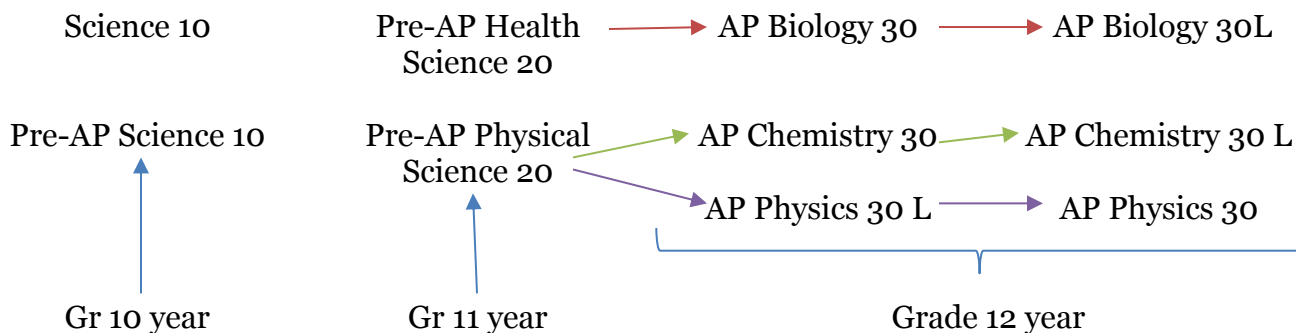 Science 10
Pre-AP Health
Science 20
AP Biology 30
AP Biology 30L
Pre-AP Science 10
Pre-AP Physical
Science 20
AP Chemistry 30
AP Chemistry 30 L
AP Physics 30 L
AP Physics 30
Gr 10 year
Gr 11 year
Grade 12 year